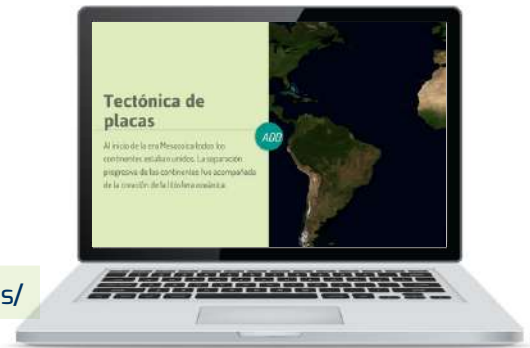 Tectónica de
placas
ADD
Al inicio de la era Mesozoica todos los
continentes estaban unidos. La separación
progresiva de los continentes fue acompañada
de la creación de la litósfera oceánica.
s/